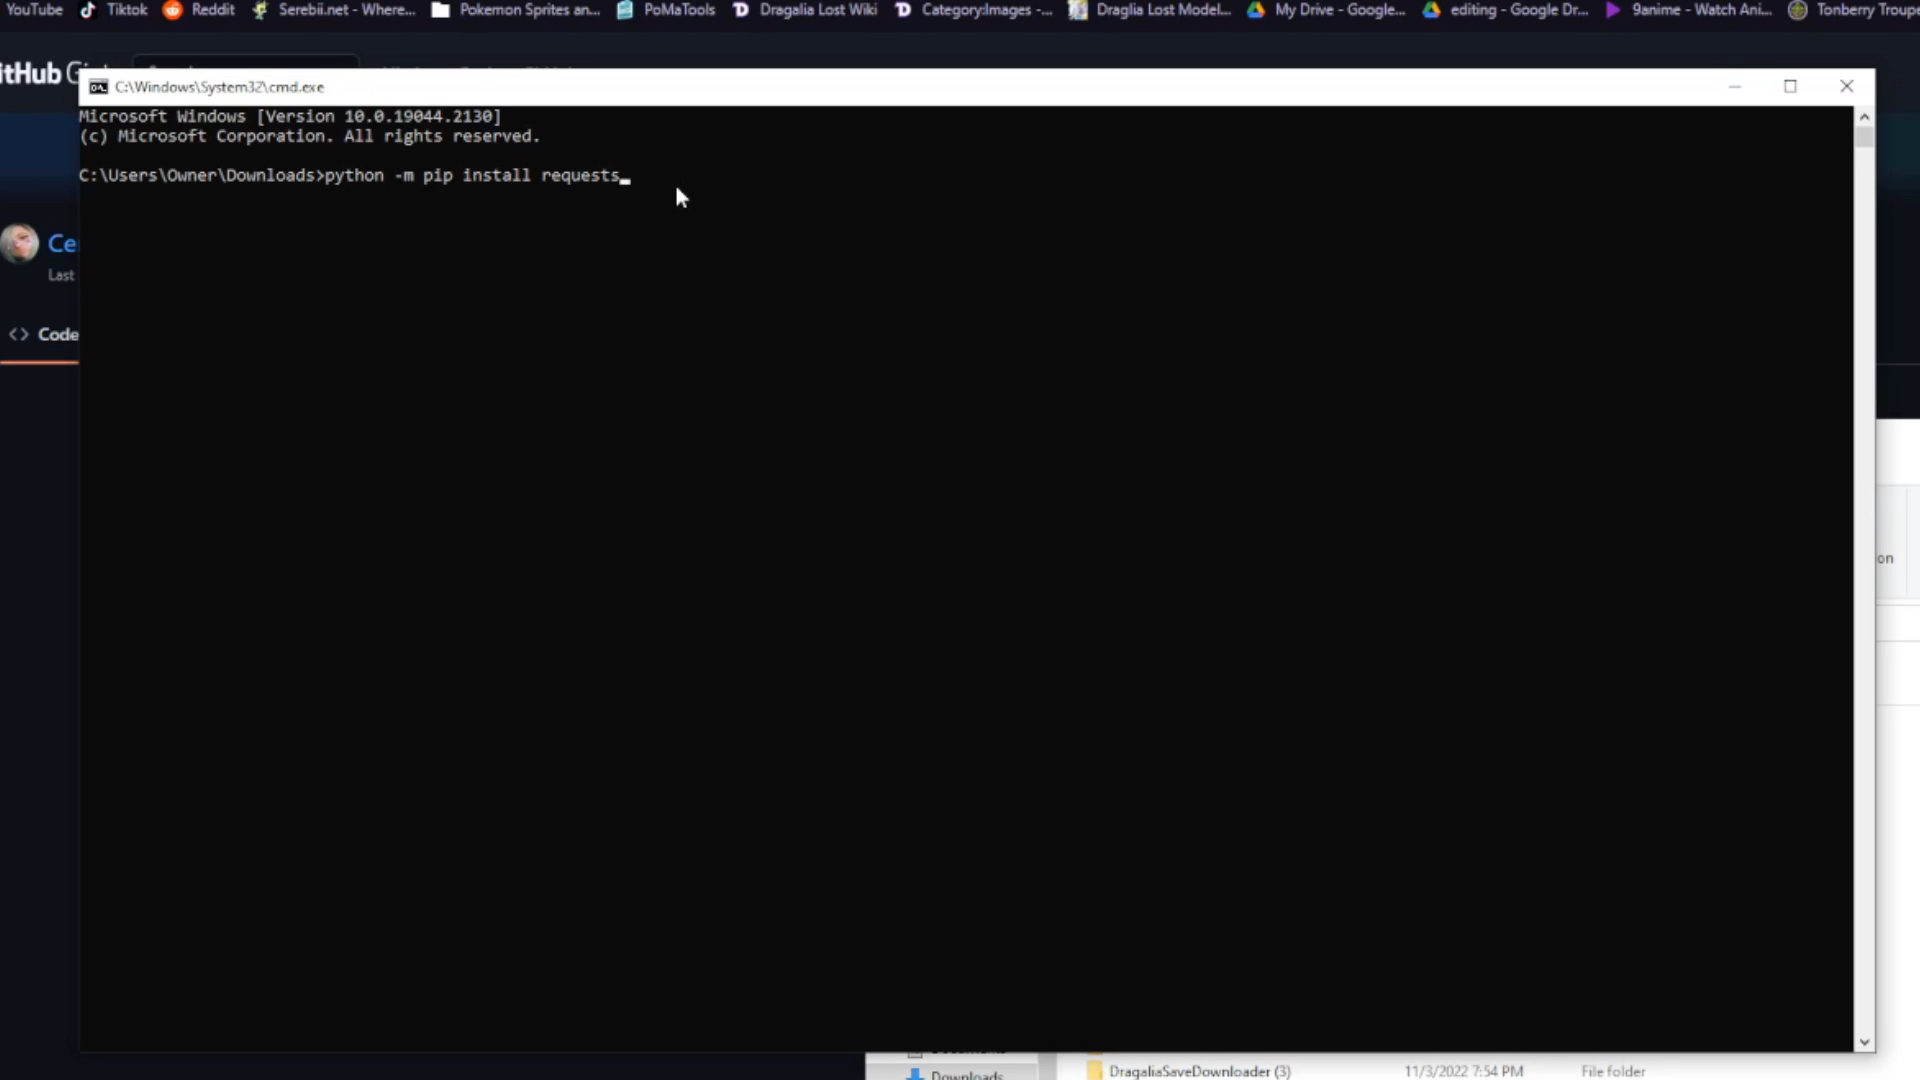 YouTube Tiktok Reddit Serebii.net - Where... Pokemon Sprites an... PoMaTools Dragalia Lost Wiki Category:Images -... Draglia Lost Model... My Drive - Google... editing - Google Dr... 9anime - Watch Ani... Tonberry Troupe
itHub
C:\Windows\System32\cmd.exe
Microsoft Windows [Version 10.0.19044.2130]
(c) Microsoft Corporation. All rights reserved.
C:\Users\Owner\Downloads>python -m pip install requests_
Ce
Last
<> Code
on
Downloads
DragaliaSaveDownloader (3) 11/3/2022 7:54 PM File folder